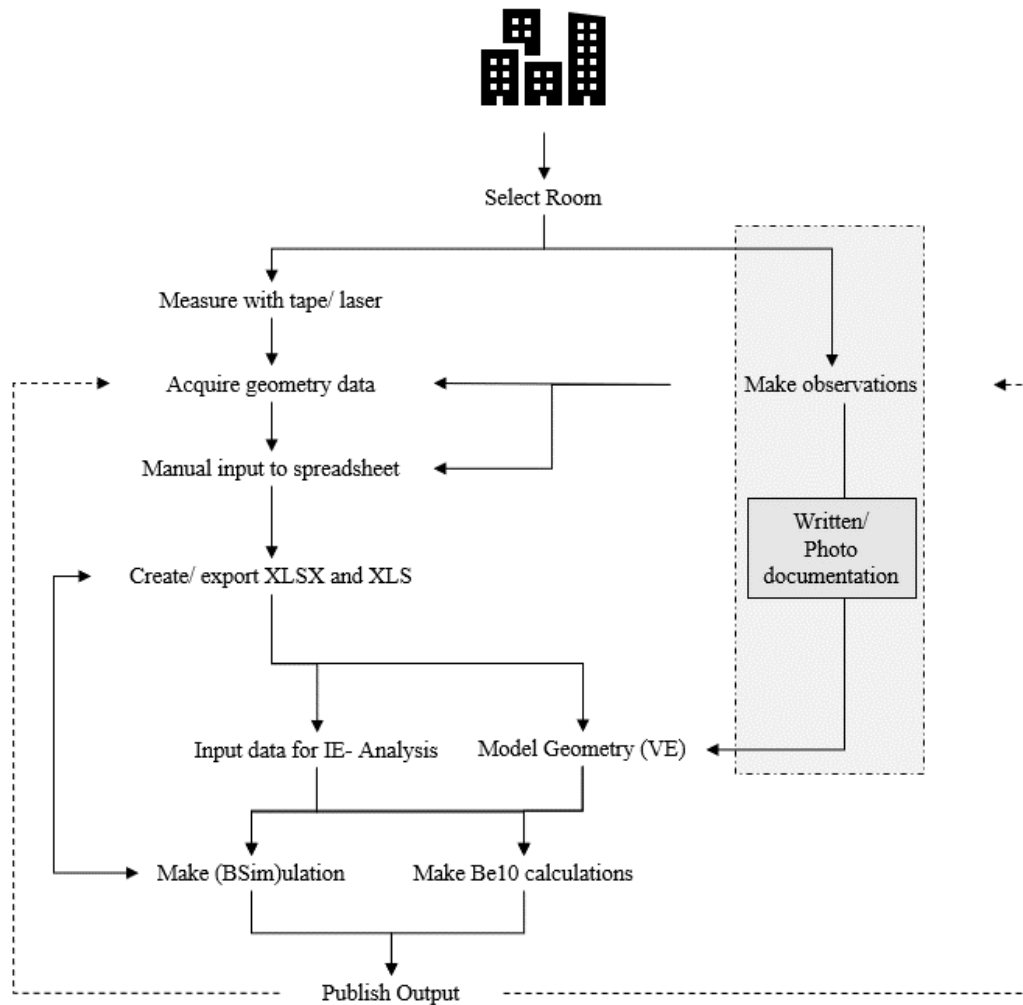 Select Room
Measure with tape/ laser
Acquire geometry data
Make observations
Manual input to spreadsheet
Written/
Photo
documentation
Create/ export XLSX and XLS
Input data for IE- Analysis
Model Geometry (VE)
Make (BSim)ulation
Make Be10 calculations
Publish Output